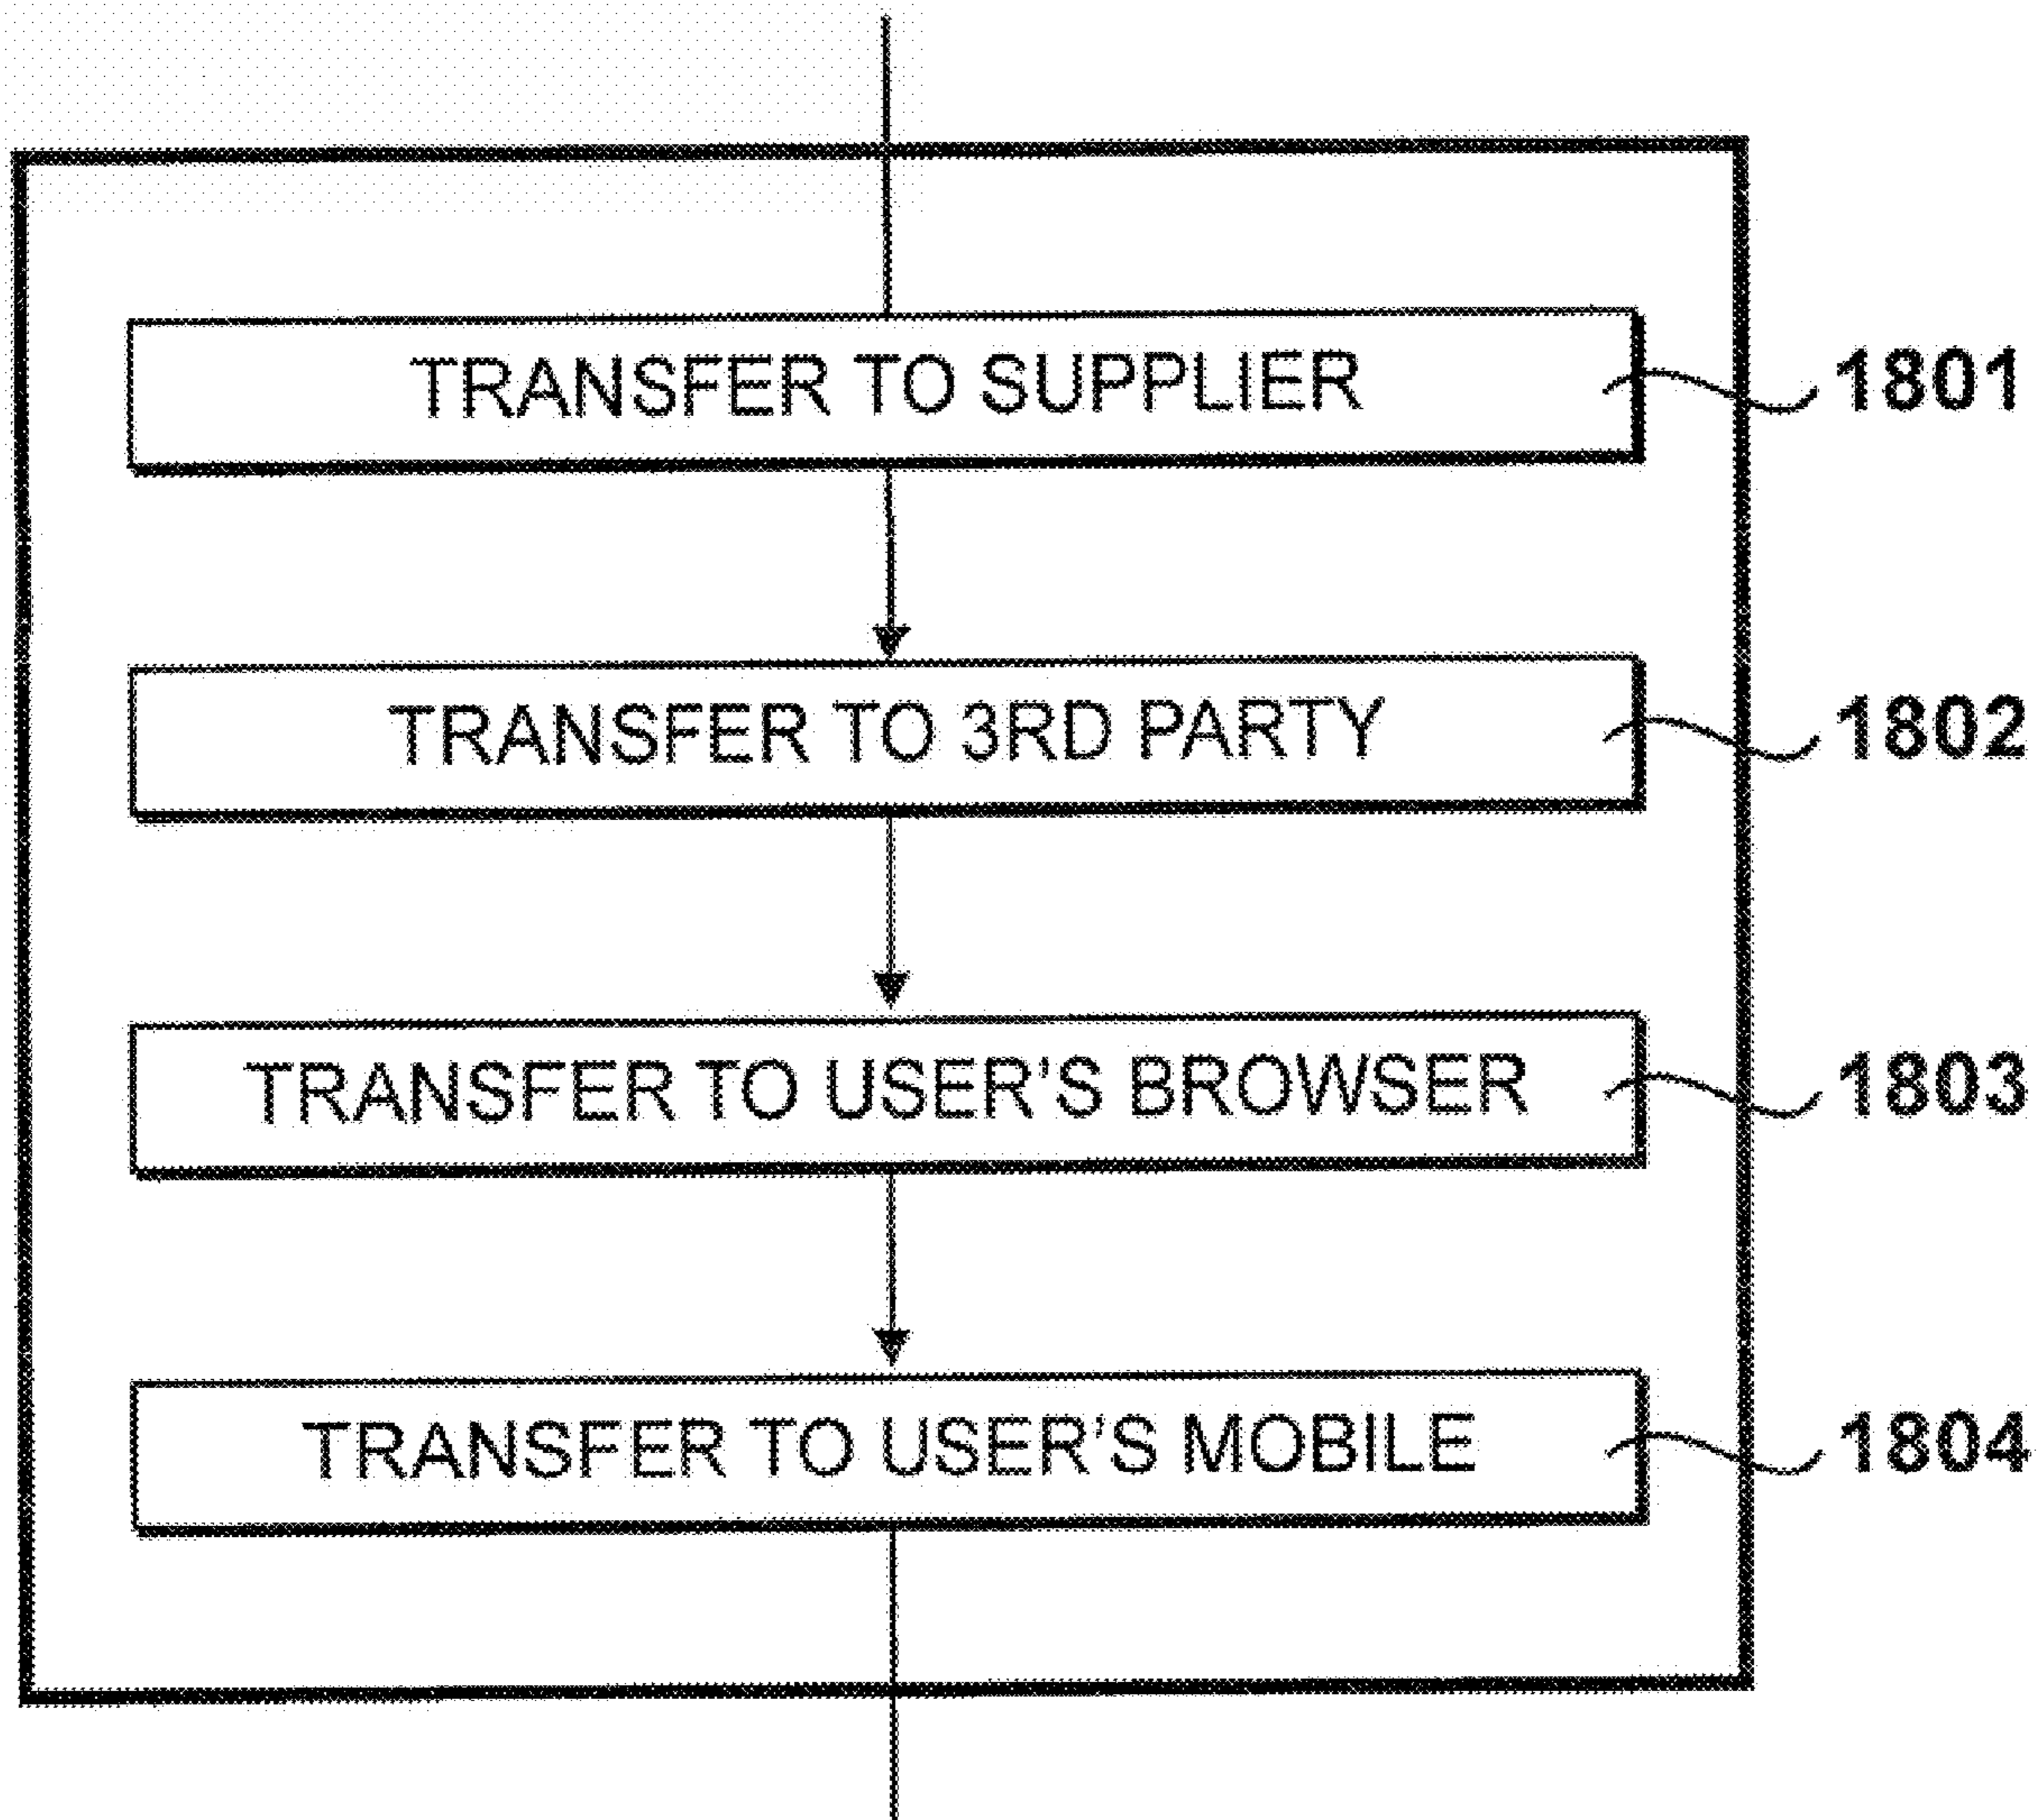 TRANSFER TO SUPPLIER 1801
TRANSFER TO 3RD PARTY 1802
TRANSFER TO USER'S BROWSER 1803
TRANSFER TO USER'S MOBILE 1804